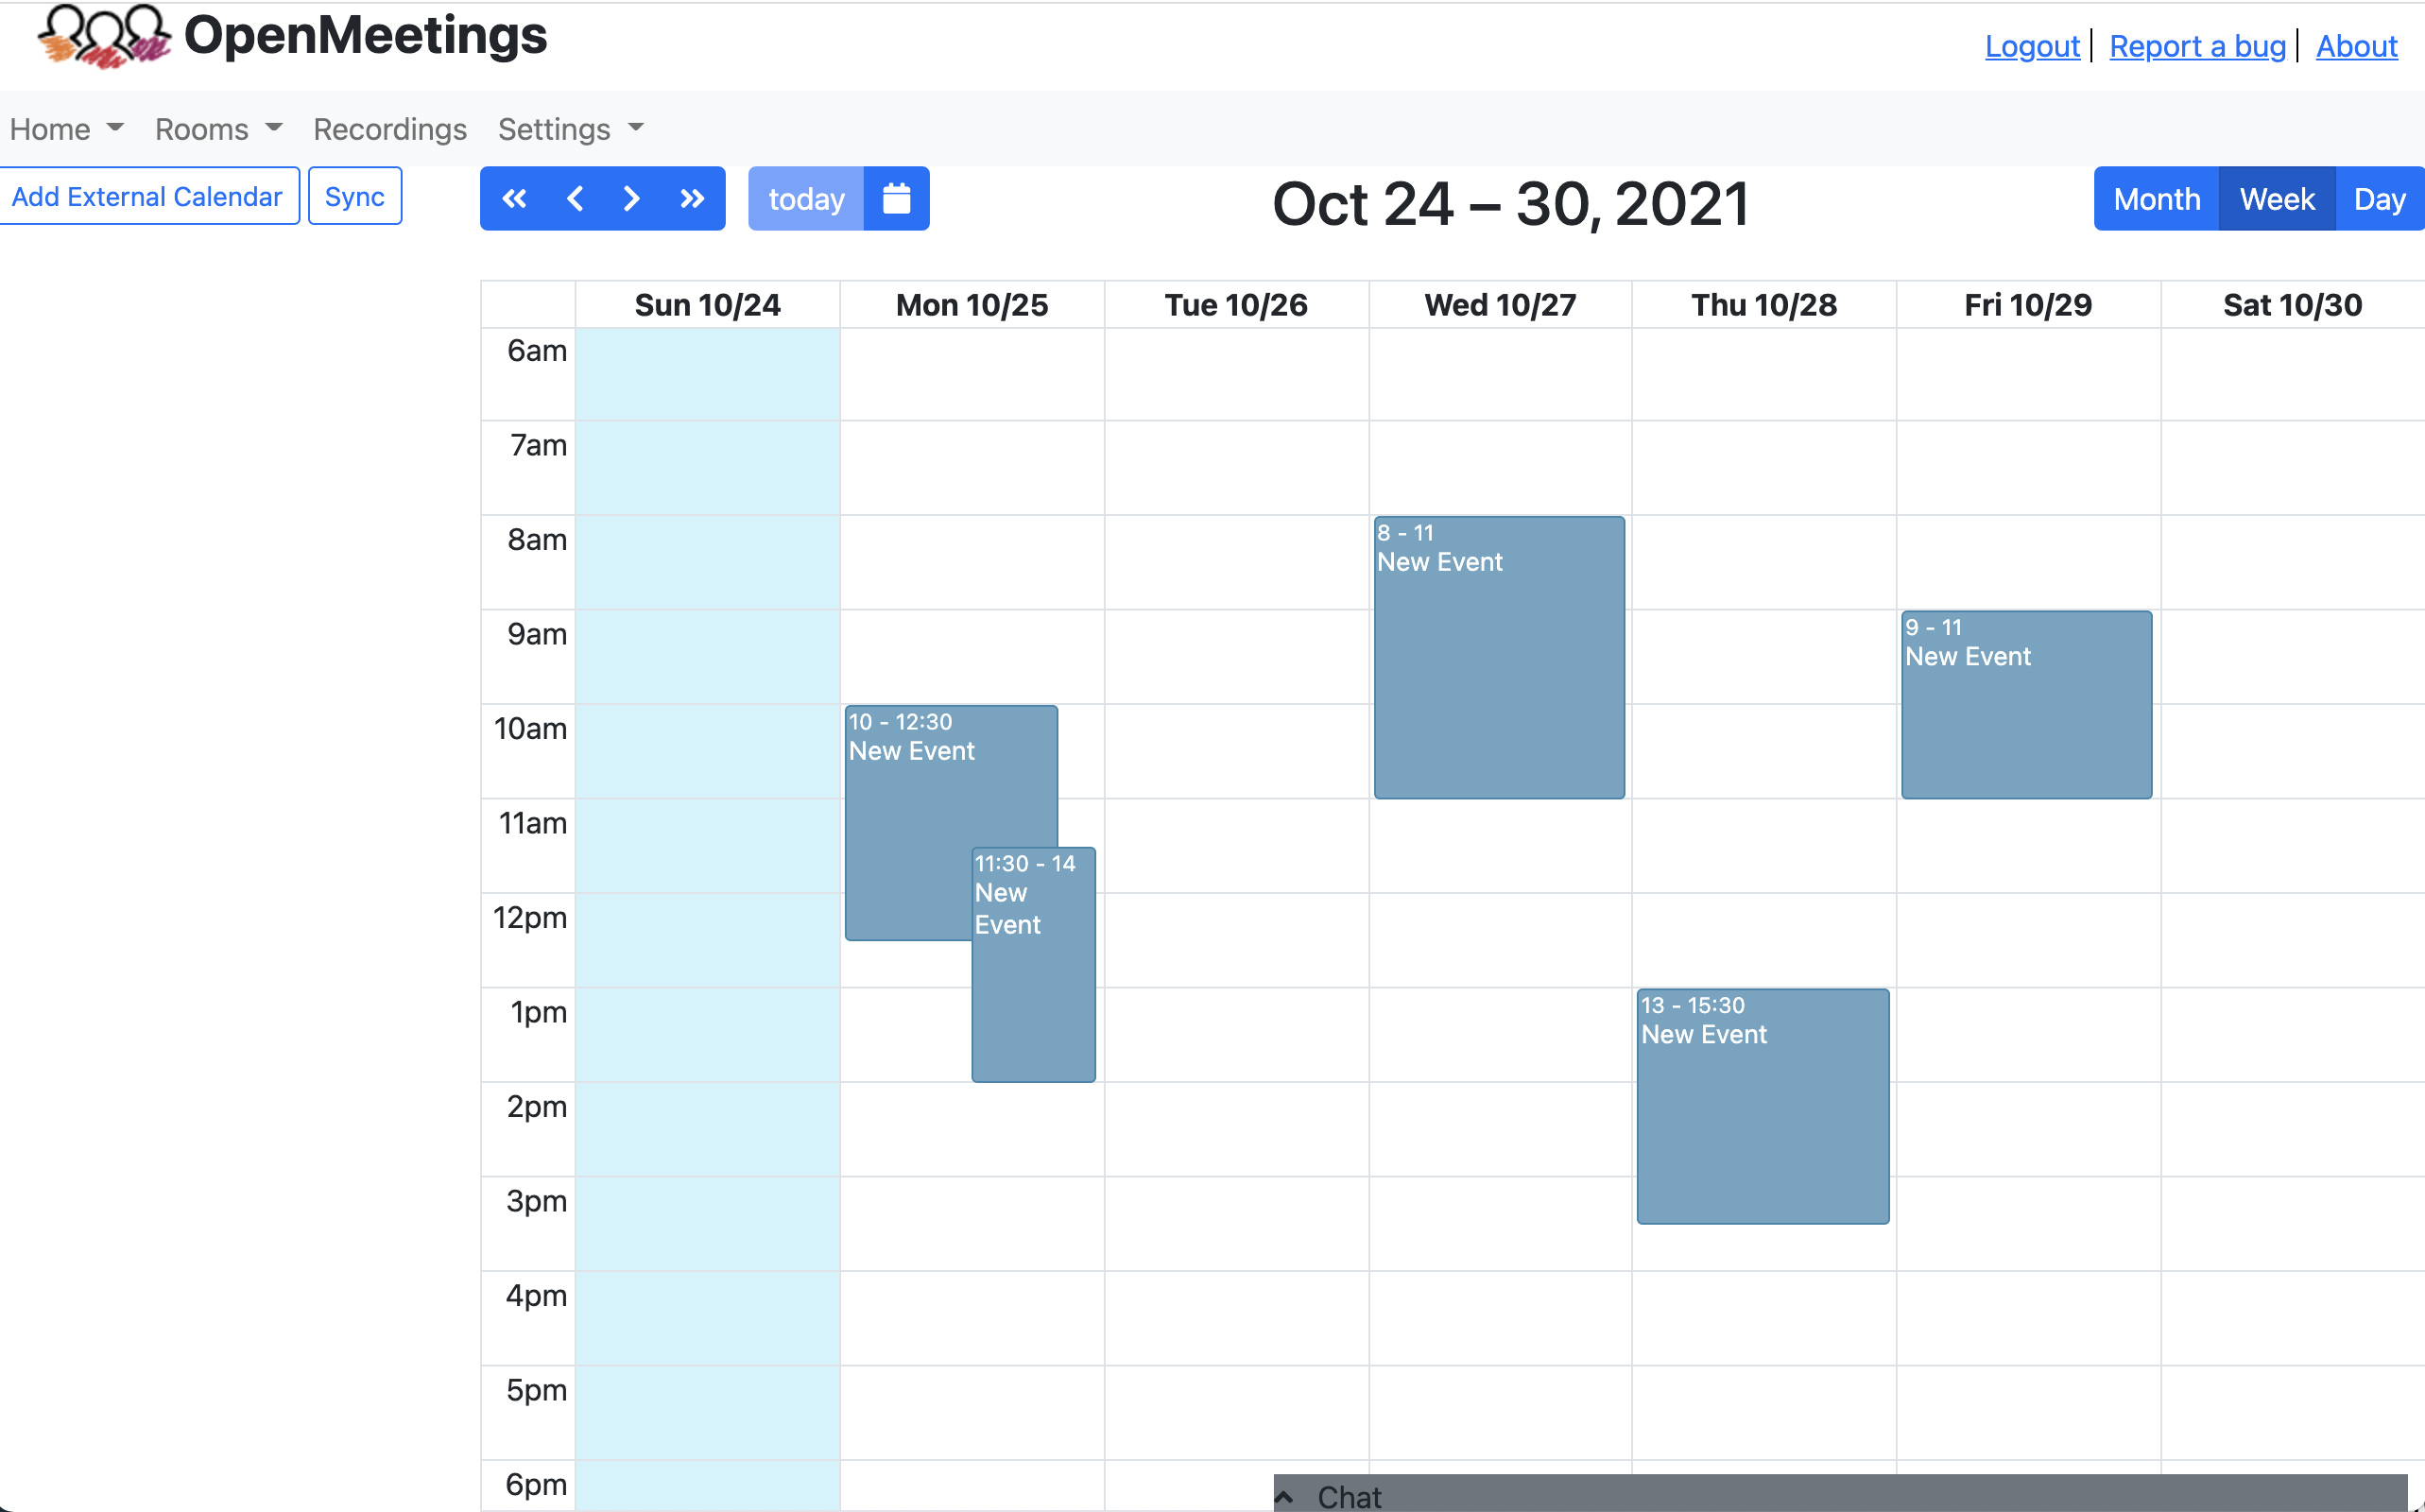 OpenMeetings
Logout Report a bug About
Home Rooms Recordings Settings
Add External Calendar Sync today Oct 24 – 30, 2021 Month Week Day
Sun 10/24 Mon 10/25 Tue 10/26 Wed 10/27 Thu 10/28 Fri 10/29 Sat 10/30
6am
7am
8am
8 - 11
New Event
9am
9 - 11
New Event
10am
10 - 12:30
New Event
11am
11:30 - 14
New
Event
12pm
1pm
13 - 15:30
New Event
2pm
3pm
4pm
5pm
6pm
Chat